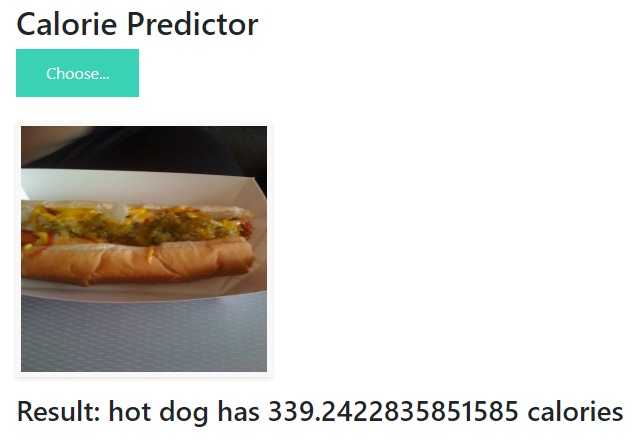 Calorie Predictor
Choose...
Result: hot dog has 339.2422835851585 calories